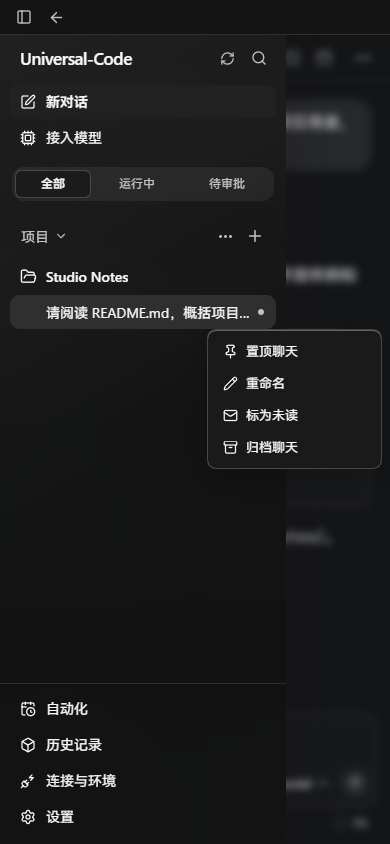 Universal-Code
新对话
接入模型
全部 运行中 待审批
项目
Studio Notes
请阅读 README.md，概括项目...
置顶聊天
重命名
标为未读
归档聊天
自动化
历史记录
连接与环境
设置